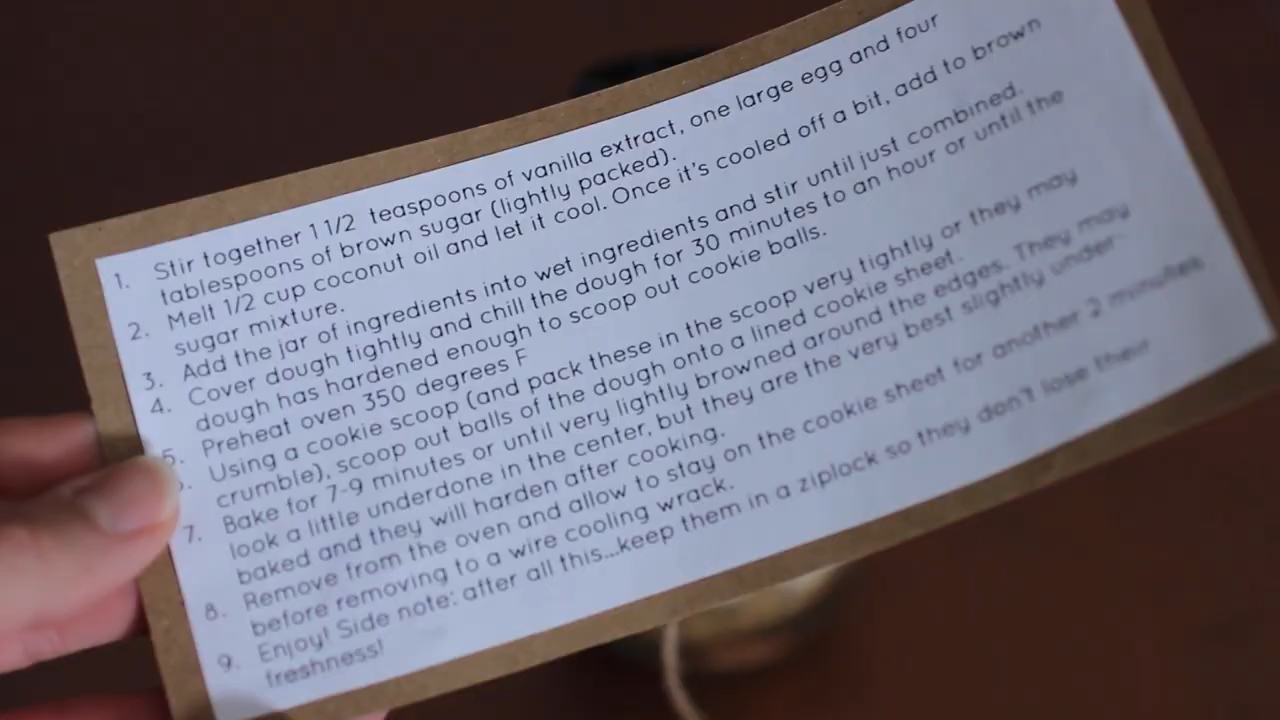 1. Stir together 1 1/2 teaspoons of vanilla extract, one large egg and four
tablespoons of brown sugar (lightly packed).
2. Melt 1/2 cup coconut oil and let it cool. Once it's cooled off a bit, add to brown
sugar mixture.
3. Add the jar of ingredients into wet ingredients and stir until just combined.
4. Cover dough tightly and chill the dough for 30 minutes to an hour or until the
dough has hardened enough to scoop out cookie balls.
5. Preheat oven 350 degrees F
Using a cookie scoop (and pack these in the scoop very tightly or they may
crumble), scoop out balls of the dough onto a lined cookie sheet.
7. Bake for 7-9 minutes or until very lightly browned around the edges. They may
look a little underdone in the center, but they are the very best slightly under-
baked and they will harden after cooking.
8. Remove from the oven and allow to stay on the cookie sheet for another 2 minutes
before removing to a wire cooling wrack.
9. Enjoy! Side note: after all this...keep them in a ziplock so they don't lose their
freshness!